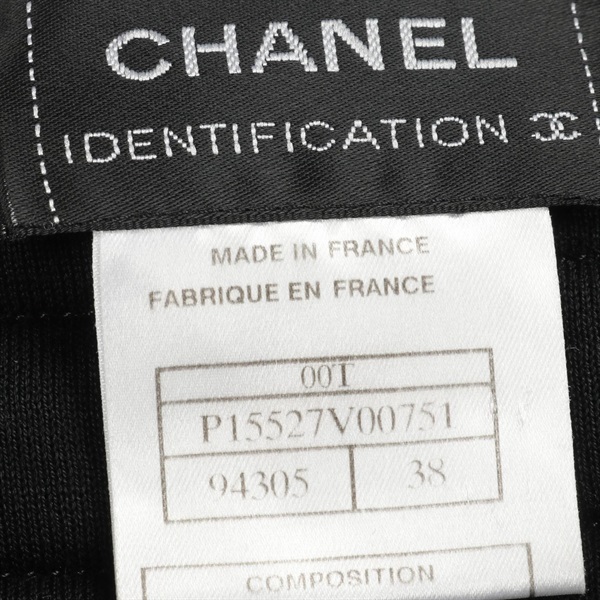 CHANEL
IDENTIFICATION
MADE IN FRANCE
FABRIQUE EN FRANCE
00T
P15527V00751
94305 38
COMPOSITION